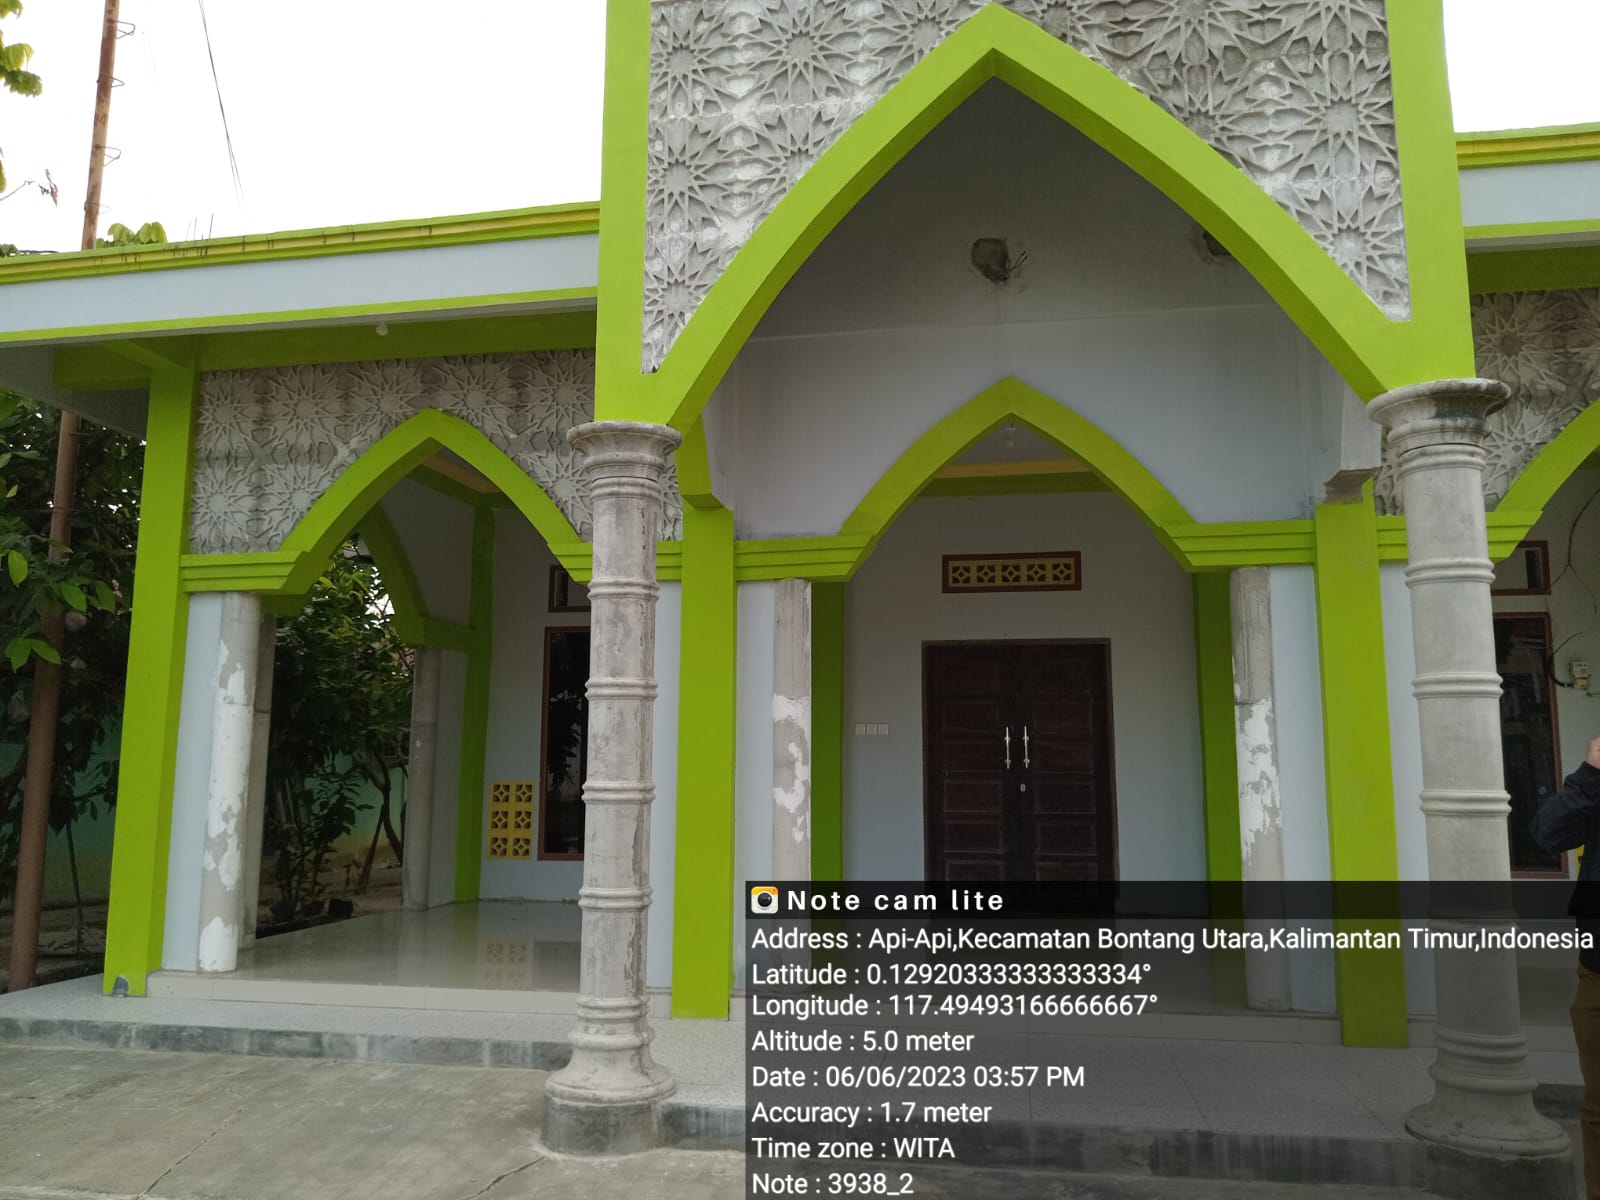 Note cam lite
Address : Api-Api,Kecamatan Bontang Utara,Kalimantan Timur,Indonesia
Latitude : 0.12920333333333334°
Longitude : 117.49493166666667°
Altitude : 5.0 meter
Date : 06/06/2023 03:57 PM
Accuracy : 1.7 meter
Time zone : WITA
Note : 3938_2